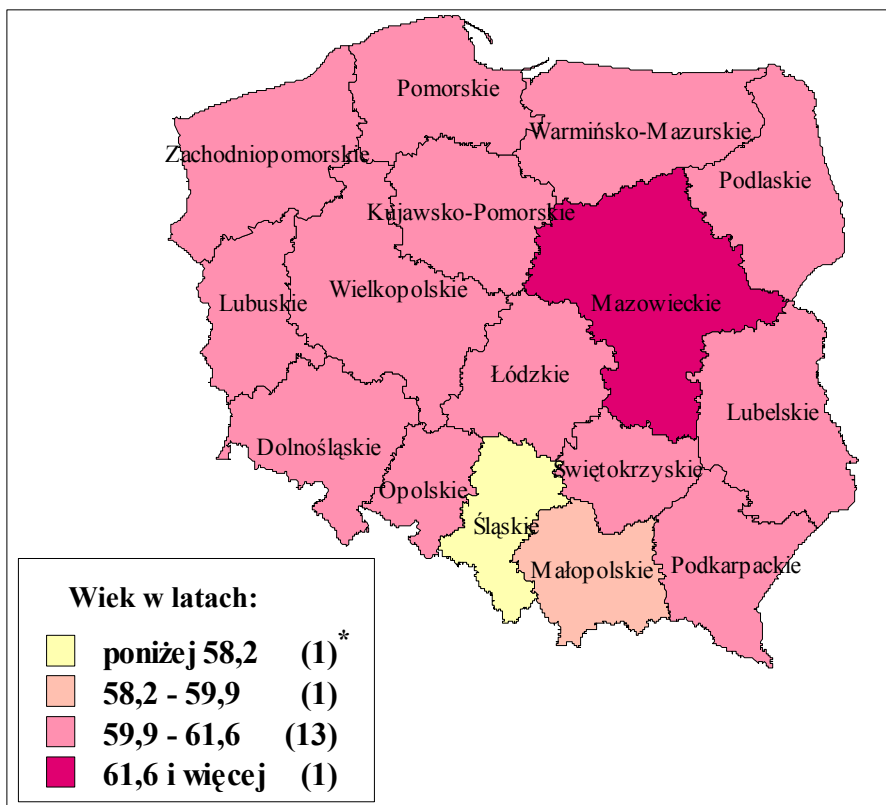 Pomorskie
Warmińsko-Mazurskie
Zachodniopomorskie
Podlaskie
Kujawsko-Pomorskie
Wielkopolskie
Lubuskie
Mazowieckie
Łódzkie
Lubelskie
Dolnośląskie
Świętokrzyskie
Opolskie
Śląskie
Małopolskie
Podkarpackie
Wiek w latach:
poniżej 58,2 (1)*
58,2 - 59,9 (1)
59,9 - 61,6 (13)
61,6 i więcej (1)